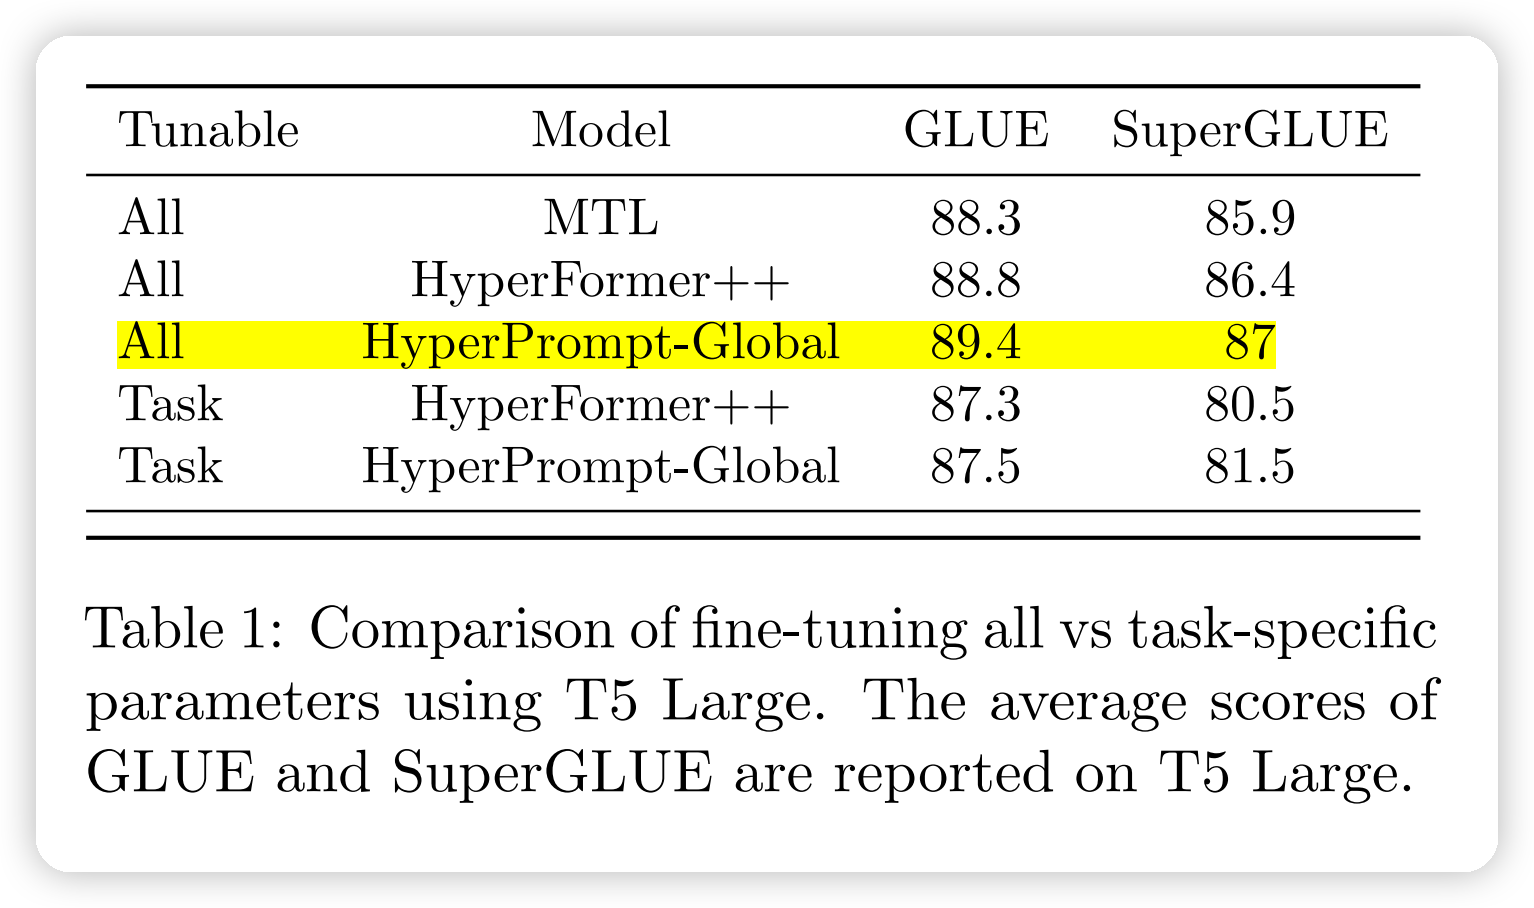 Tunable Model GLUE SuperGLUE
All MTL 88.3 85.9
All HyperFormer++ 88.8 86.4
All HyperPrompt-Global 89.4 87
Task HyperFormer++ 87.3 80.5
Task HyperPrompt-Global 87.5 81.5
Table 1: Comparison of fine-tuning all vs task-specific
parameters using T5 Large. The average scores of
GLUE and SuperGLUE are reported on T5 Large.